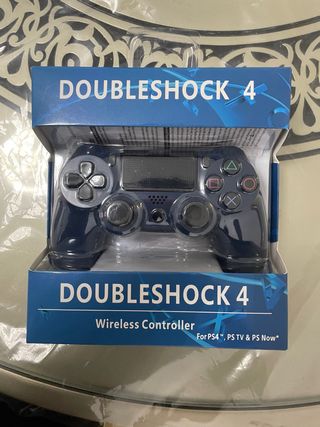 DOUBLESHOCK 4
DOUBLESHOCK 4
Wireless Controller
For PS4™, PS TV & PS Now*